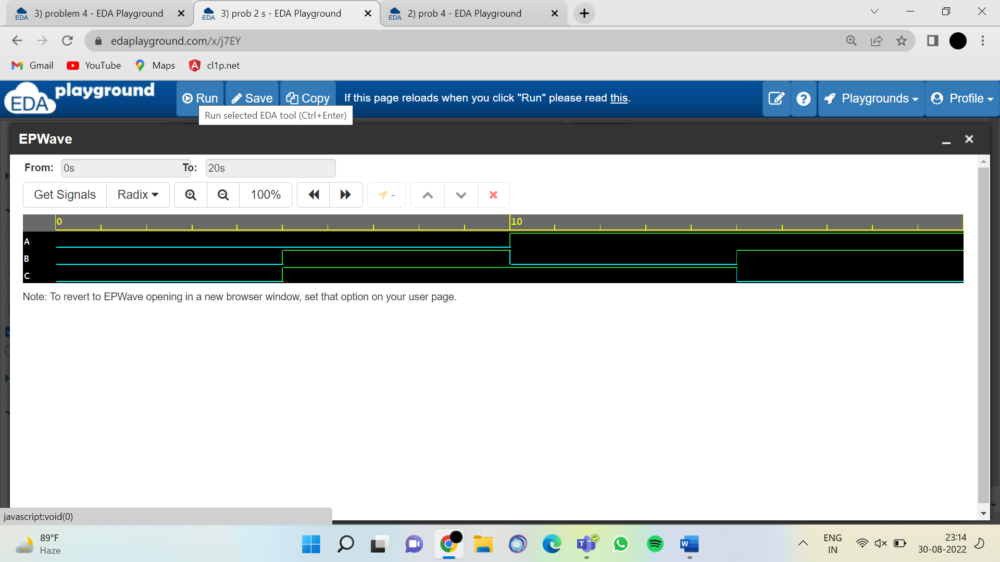 3) problem 4 - EDA Playground
3) prob 2 s - EDA Playground
2) prob 4 - EDA Playground
edaplayground.com/x/j7EY
Gmail
YouTube
Maps
cl1p.net
EDA playground
Run
Save
Copy
If this page reloads when you click "Run" please read this.
Playgrounds
Profile
Run selected EDA tool (Ctrl+Enter)
EPWave
From: 0s To: 20s
Get Signals
Radix
100%
-
0
10
A
B
C
Note: To revert to EPWave opening in a new browser window, set that option on your user page.
javascript:void(0)
89°F
Haze
ENG
IN
23:14
30-08-2022